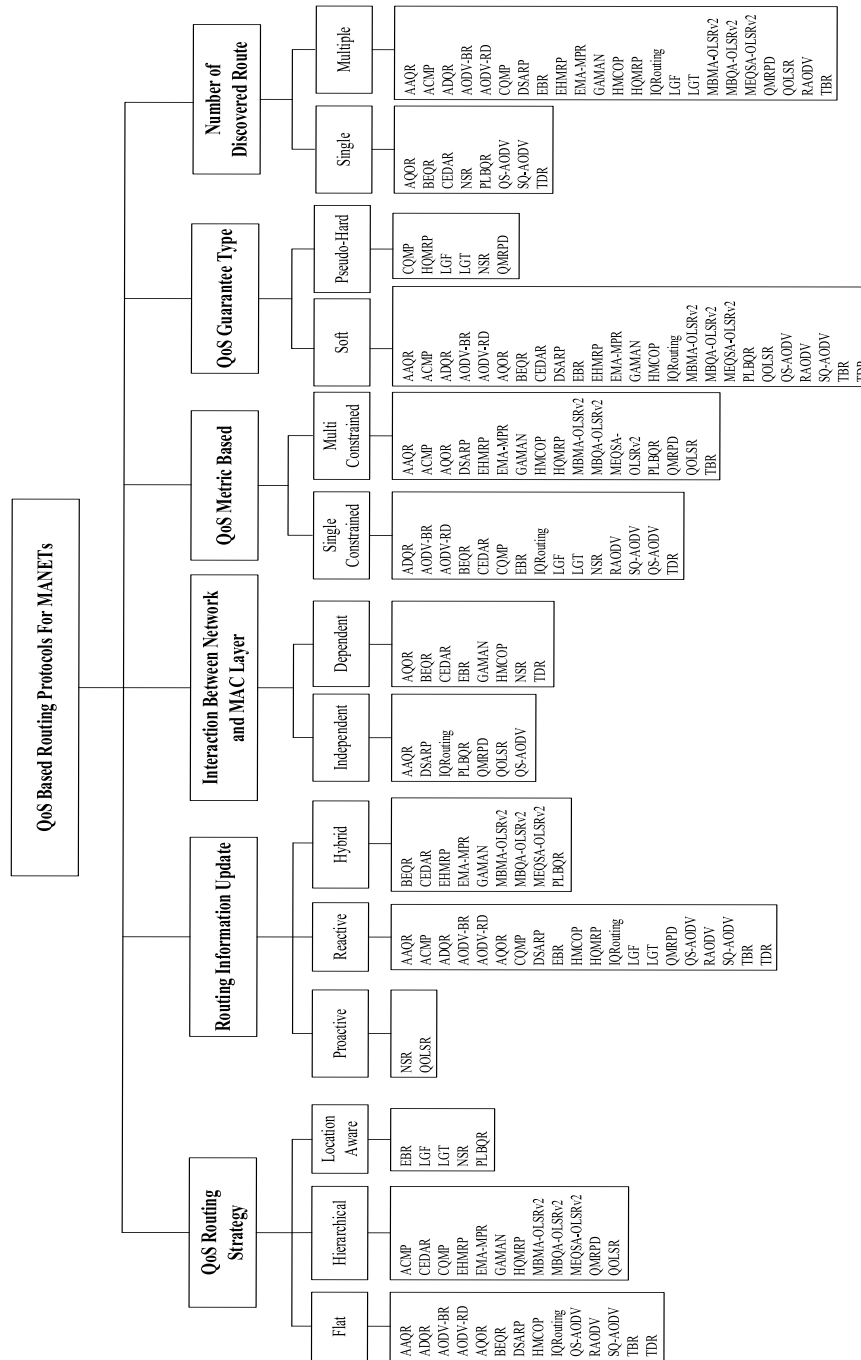 QoS Based Routing Protocols For MANETs
QoS Routing
Strategy
Flat
AAQR
ADQR
AODV-BR
AODV-RD
AQOR
BEQR
DSARP
HMCOP
IQRouting
QS-AODV
RAODV
SQ-AODV
TBR
TDR
Hierarchical
ACMP
CEDAR
CQMP
EHMRP
EMA-MPR
GAMAN
HQMRP
MBMA-OLSRv2
MBQA-OLSRv2
MEQSA-OLSRv2
QMRPD
QOLSR
Location
Aware
EBR
LGF
LGT
NSR
PLBQR
Routing Information Update
Proactive
NSR
QOLSR
Reactive
AAQR
ACMP
ADQR
AODV-BR
AODV-RD
AQOR
CQMP
DSARP
EBR
HMCOP
HQMRP
IQRouting
LGF
LGT
QMRPD
QS-AODV
RAODV
SQ-AODV
TBR
TDR
Hybrid
BEQR
CEDAR
EHMRP
EMA-MPR
GAMAN
MBMA-OLSRv2
MBQA-OLSRv2
MEQSA-OLSRv2
PLBQR
Interaction Between Network
and MAC Layer
Independent
AAQR
DSARP
IQRouting
PLBQR
QMRPD
QOLSR
QS-AODV
Dependent
AQOR
BEQR
CEDAR
EBR
GAMAN
HMCOP
NSR
TDR
QoS Metric Based
Single
Constrained
ADQR
AODV-BR
AODV-RD
BEQR
CEDAR
CQMP
EBR
IQRouting
LGF
LGT
NSR
RAODV
SQ-AODV
QS-AODV
TDR
Multi
Constrained
AAQR
ACMP
AQOR
DSARP
EHMRP
EMA-MPR
GAMAN
HMCOP
HQMRP
MBMA-OLSRv2
MBQA-OLSRv2
MEQSA-
OLSRv2
PLBQR
QMRPD
QOLSR
TBR
QoS Guarantee Type
Soft
AAQR
ACMP
ADQR
AODV-BR
AODV-RD
AQOR
BEQR
CEDAR
DSARP
EBR
EHMRP
EMA-MPR
GAMAN
HMCOP
IQRouting
MBMA-OLSRv2
MBQA-OLSRv2
MEQSA-OLSRv2
PLBQR
QOLSR
QS-AODV
RAODV
SQ-AODV
TBR
TDR
Pseudo-Hard
CQMP
HQMRP
LGF
LGT
NSR
QMRPD
Number of
Discovered Route
Single
AQOR
BEQR
CEDAR
NSR
PLBQR
QS-AODV
SQ-AODV
TDR
Multiple
AAQR
ACMP
ADQR
AODV-BR
AODV-RD
CQMP
DSARP
EBR
EHMRP
EMA-MPR
GAMAN
HMCOP
HQMRP
IQRouting
LGF
LGT
MBMA-OLSRv2
MBQA-OLSRv2
MEQSA-OLSRv2
QMRPD
QOLSR
RAODV
TBR